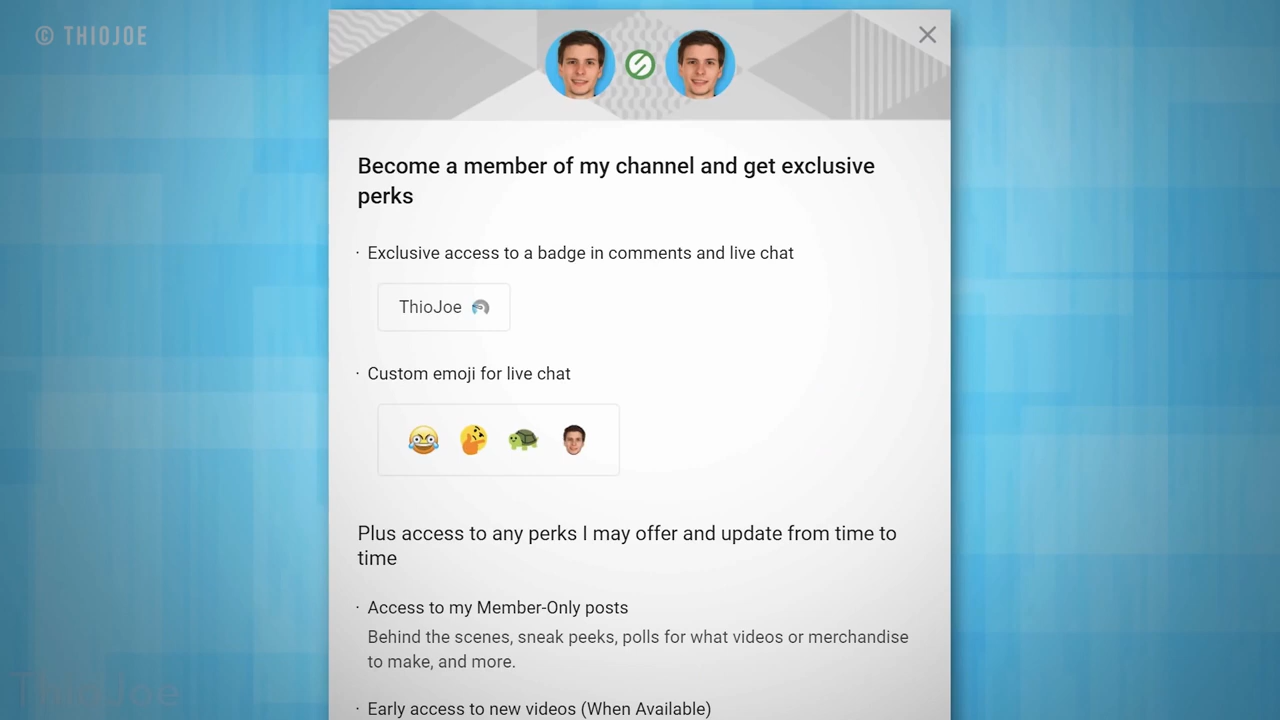 © THIOJOE
Become a member of my channel and get exclusive
perks
· Exclusive access to a badge in comments and live chat
ThioJoe
· Custom emoji for live chat
Plus access to any perks I may offer and update from time to
time
· Access to my Member-Only posts
Behind the scenes, sneak peeks, polls for what videos or merchandise
to make, and more.
ThioJoe
· Early access to new videos (When Available)